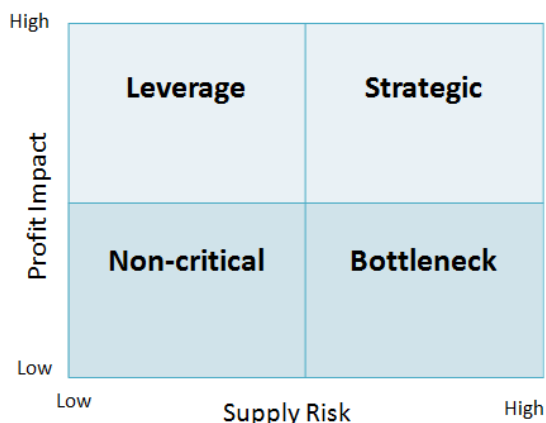 High
Leverage
Strategic
Profit Impact
Non-critical
Bottleneck
Low
Low
Supply Risk
High